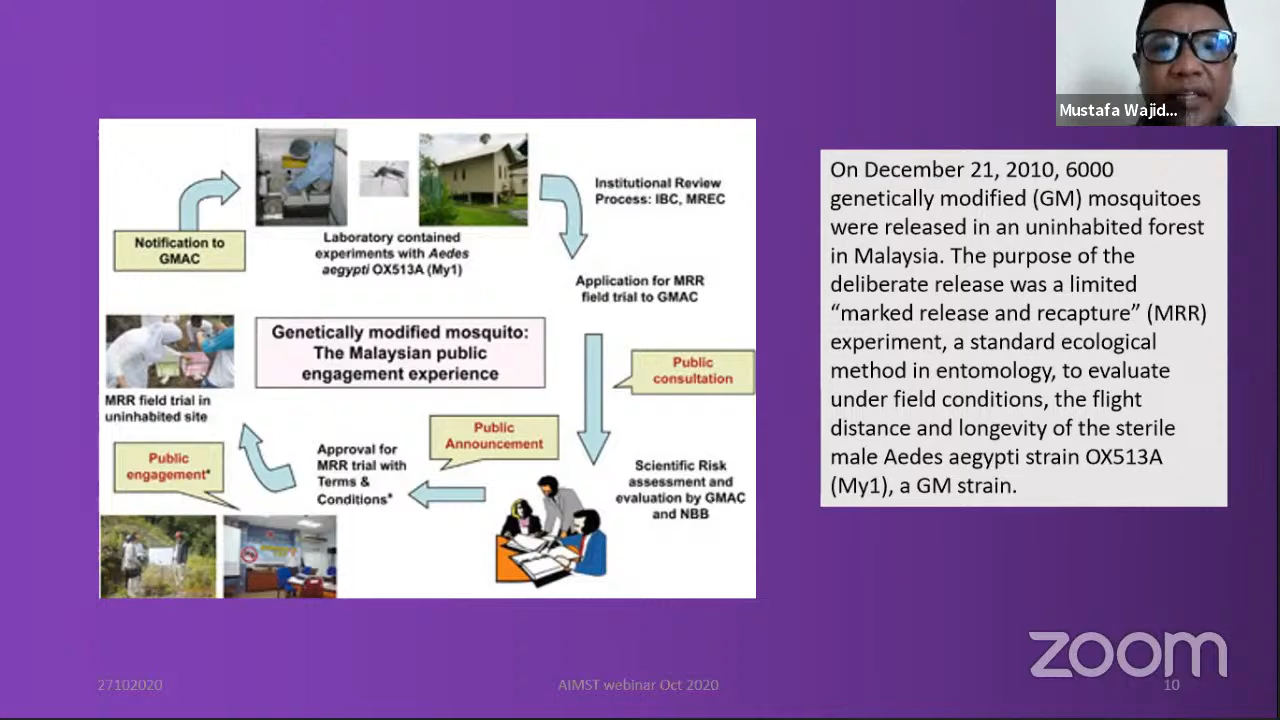 Mustafa Wajid...
Notification to
GMAC
Laboratory contained
experiments with Aedes
aegypti OX513A (My1)
Institutional Review
Process: IBC, MREC
Application for MRR
field trial to GMAC
Genetically modified mosquito:
The Malaysian public
engagement experience
Public
consultation
MRR field trial in
uninhabited site
Public
Announcement
Approval for
MRR trial with
Terms &
Conditions*
Public
engagement*
Scientific Risk
assessment and
evaluation by GMAC
and NBB
On December 21, 2010, 6000
genetically modified (GM) mosquitoes
were released in an uninhabited forest
in Malaysia. The purpose of the
deliberate release was a limited
“marked release and recapture” (MRR)
experiment, a standard ecological
method in entomology, to evaluate
under field conditions, the flight
distance and longevity of the sterile
male Aedes aegypti strain OX513A
(My1), a GM strain.
zoom
27102020
AIMST webinar Oct 2020
10